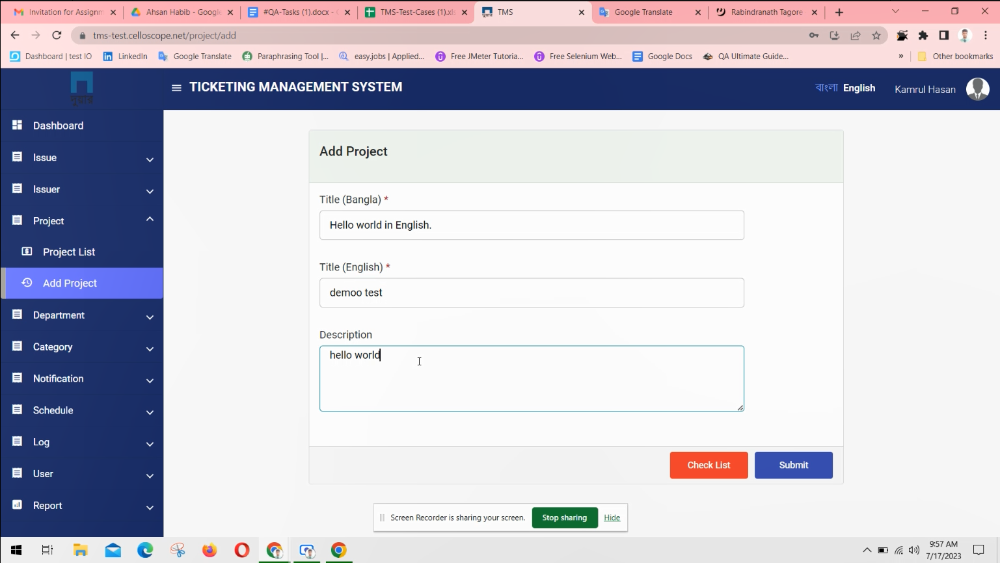 Invitation for Assignm
Ahsan Habib - Google
#QA-Tasks (1).docx -
TMS-Test-Cases (1).xl
TMS
Google Translate
Rabindranath Tagore
tms-test.celloscope.net/project/add
Dashboard | test IO
LinkedIn
Google Translate
Paraphrasing Tool |...
easy.jobs | Applied...
Free JMeter Tutoria...
Free Selenium Web...
Google Docs
QA Ultimate Guide...
»
Other bookmarks
দুয়ার
TICKETING MANAGEMENT SYSTEM
বাংলা English
Kamrul Hasan
Dashboard
Issue
Issuer
Project
Project List
Add Project
Department
Category
Notification
Schedule
Log
User
Report
Add Project
Title (Bangla) *
Hello world in English.
Title (English) *
demoo test
Description
hello world
Check List
Submit
Screen Recorder is sharing your screen.
Stop sharing
Hide
9:57 AM
7/17/2023